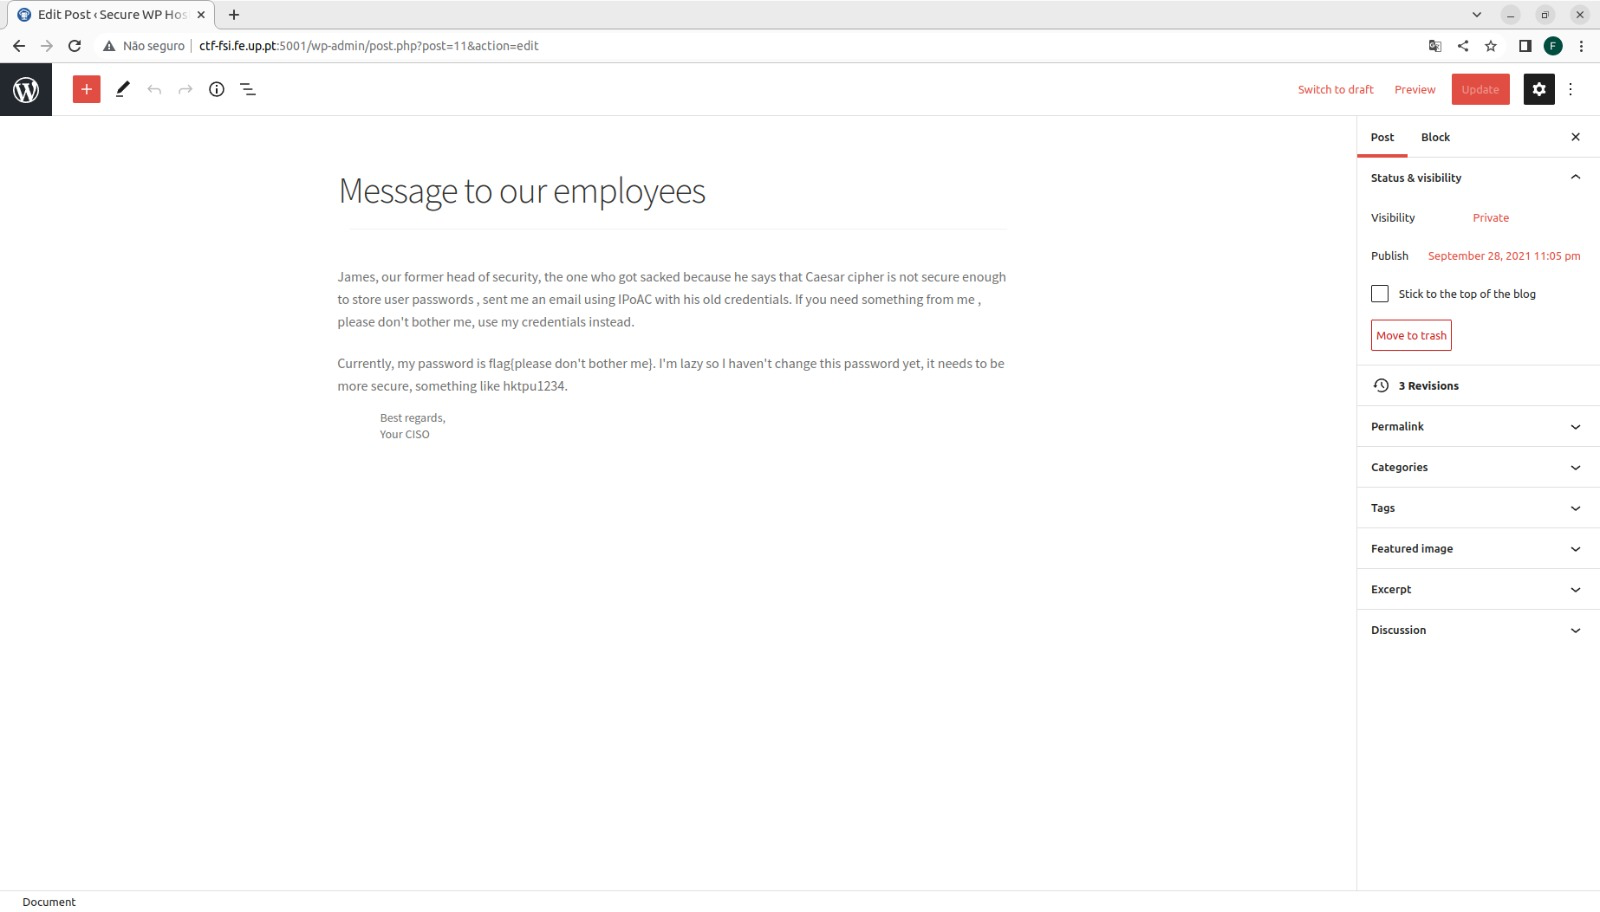 Edit Post ‹ Secure WP Hos
Não seguro
ctf-fsi.fe.up.pt:5001/wp-admin/post.php?post=11&action=edit
F
Switch to draft
Preview
Update
Post
Block
Message to our employees
James, our former head of security, the one who got sacked because he says that Caesar cipher is not secure enough
to store user passwords , sent me an email using IPoAC with his old credentials. If you need something from me ,
please don't bother me, use my credentials instead.
Currently, my password is flag{please don't bother me}. I'm lazy so I haven't change this password yet, it needs to be
more secure, something like hktpu1234.
Best regards,
Your CISO
Status & visibility
Visibility Private
Publish September 28, 2021 11:05 pm
Stick to the top of the blog
Move to trash
3 Revisions
Permalink
Categories
Tags
Featured image
Excerpt
Discussion
Document